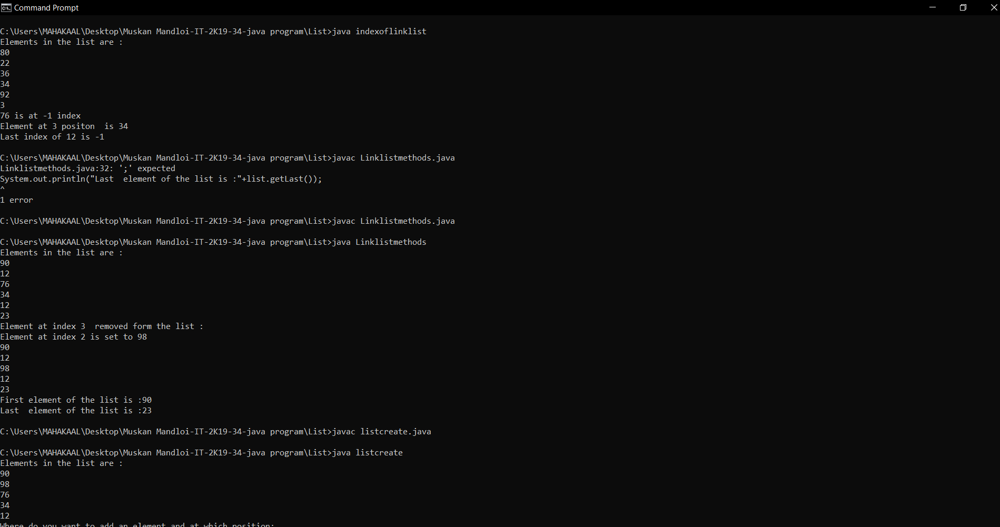 Command Prompt
C:\Users\MAHAKAAL\Desktop\Muskan Mandloi-IT-2K19-34-java program\List>java indexoflinklist
Elements in the list are :
80
22
36
34
92
3
76 is at -1 index
Element at 3 positon  is 34
Last index of 12 is -1
C:\Users\MAHAKAAL\Desktop\Muskan Mandloi-IT-2K19-34-java program\List>javac Linklistmethods.java
Linklistmethods.java:32: ';' expected
System.out.println("Last  element of the list is :"+list.getLast());
^
1 error
C:\Users\MAHAKAAL\Desktop\Muskan Mandloi-IT-2K19-34-java program\List>javac Linklistmethods.java
C:\Users\MAHAKAAL\Desktop\Muskan Mandloi-IT-2K19-34-java program\List>java Linklistmethods
Elements in the list are :
90
12
76
34
12
23
Element at index 3  removed form the list :
Element at index 2 is set to 98
90
12
98
12
23
First element of the list is :90
Last  element of the list is :23
C:\Users\MAHAKAAL\Desktop\Muskan Mandloi-IT-2K19-34-java program\List>javac listcreate.java
C:\Users\MAHAKAAL\Desktop\Muskan Mandloi-IT-2K19-34-java program\List>java listcreate
Elements in the list are :
90
98
76
34
12
Where do you want to add an element and at which position: